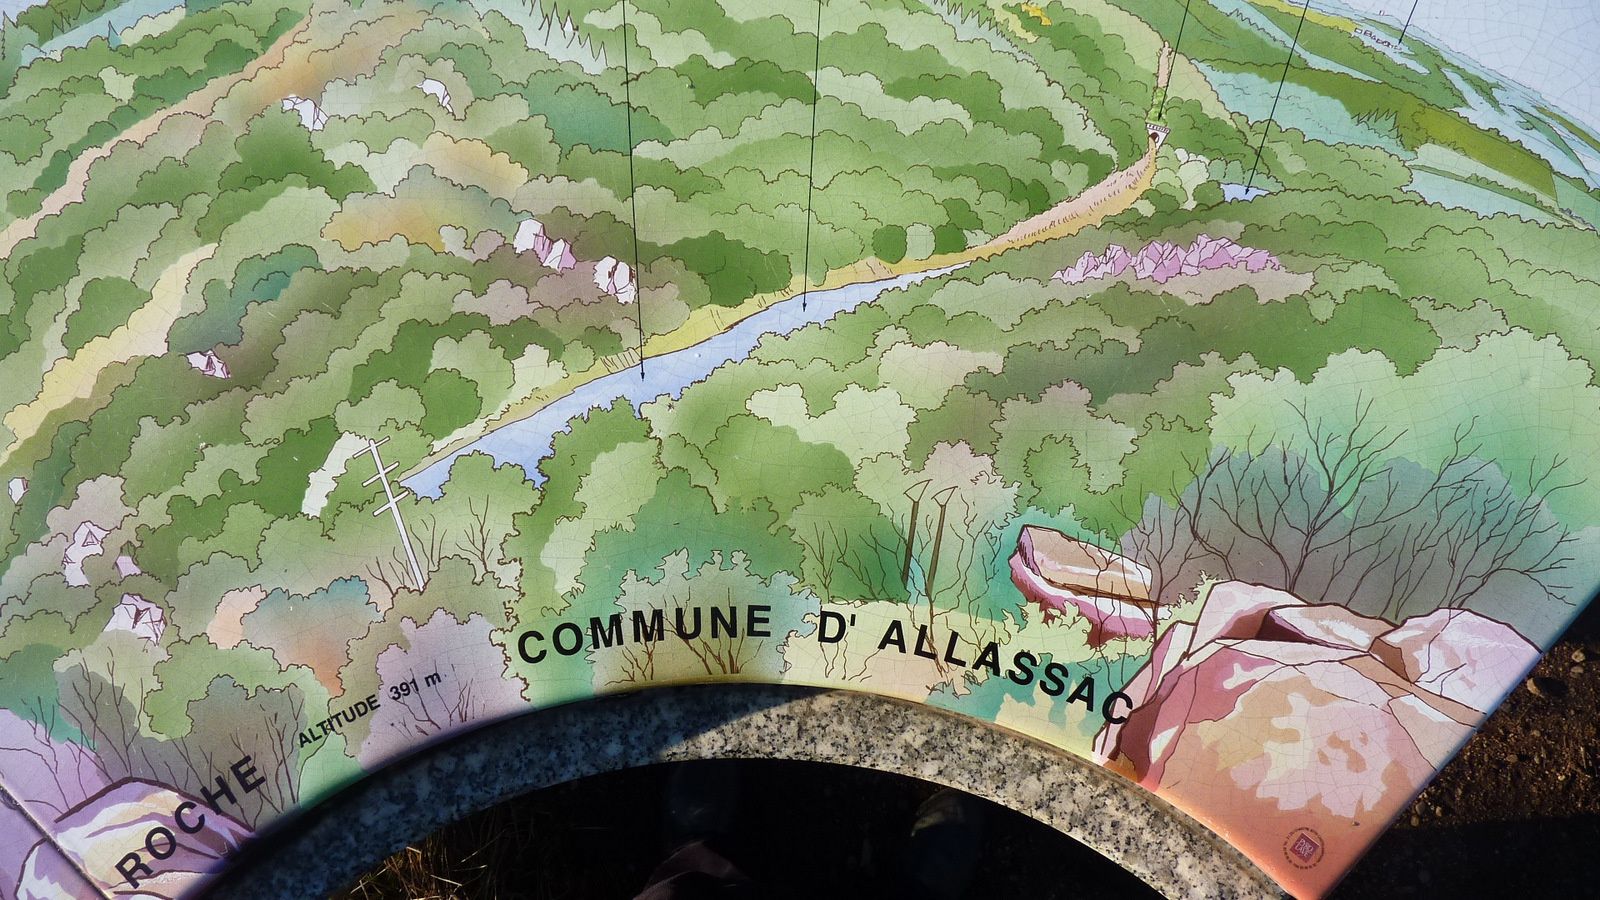 ROCHE
ALTITUDE 391 m
COMMUNE D' ALLASSAC